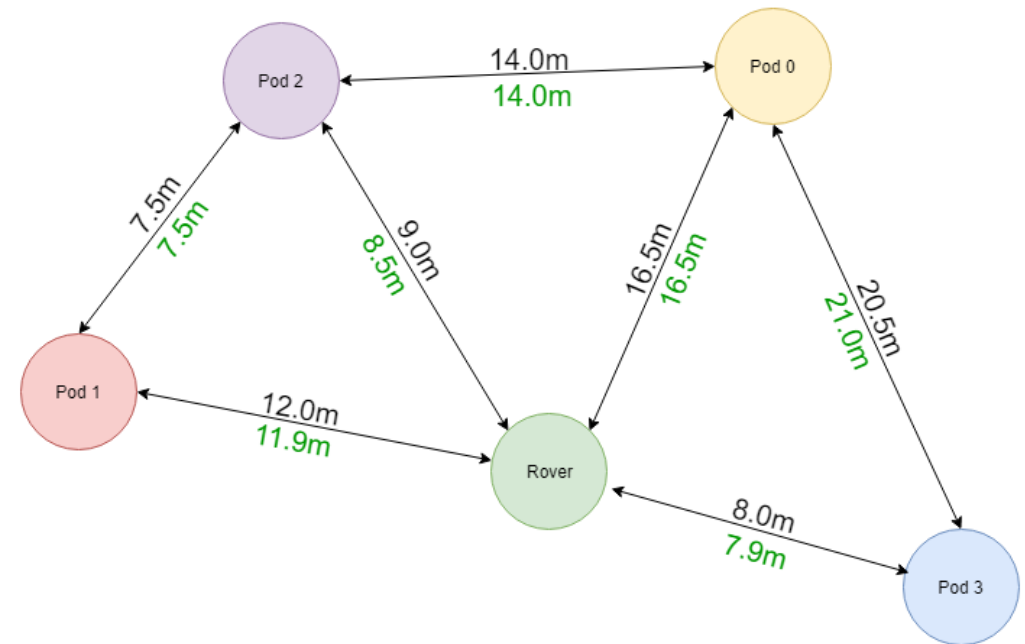 Pod 2
14.0m
14.0m
Pod 0
7.5m
7.5m
9.0m
8.5m
16.5m
16.5m
20.5m
21.0m
Pod 1
12.0m
11.9m
Rover
8.0m
7.9m
Pod 3